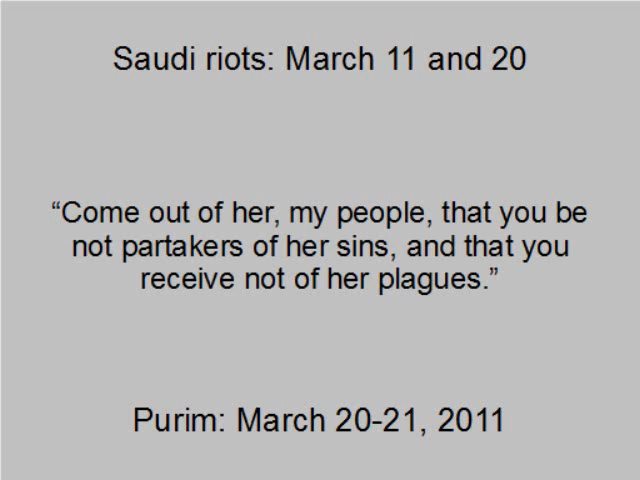 Saudi riots: March 11 and 20
“Come out of her, my people, that you be
not partakers of her sins, and that you
receive not of her plagues.”
Purim: March 20-21, 2011